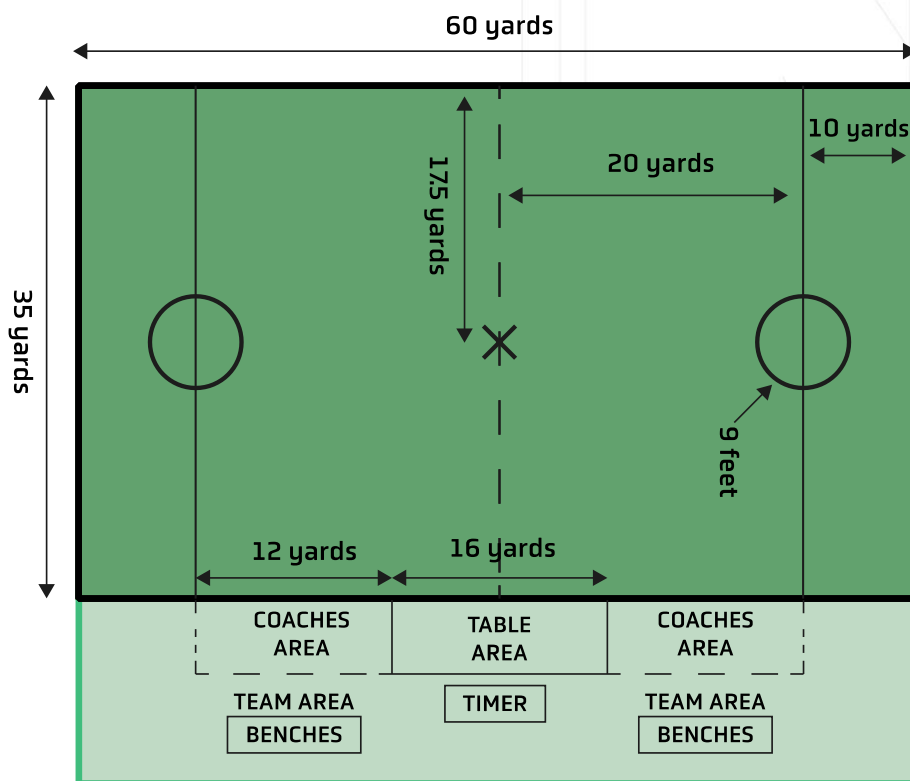 60 yards
10 yards
20 yards
17.5 yards
35 yards
9 feet
12 yards
16 yards
COACHES
AREA
TABLE
AREA
COACHES
AREA
TEAM AREA
BENCHES
TIMER
TEAM AREA
BENCHES